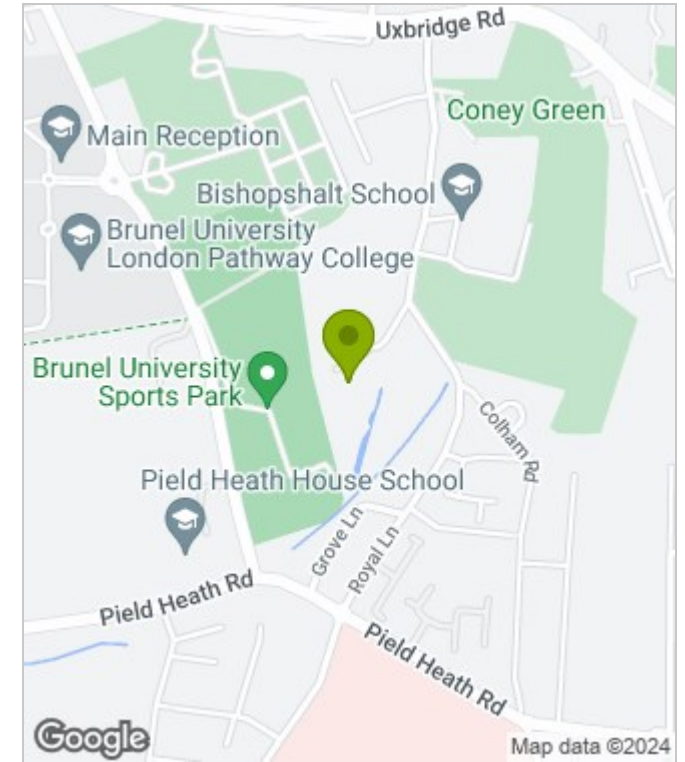 Uxbridge Rd
Coney Green
Main Reception
Bishopshalt School
Brunel University
London Pathway College
Brunel University
Sports Park
Colham Rd
Pield Heath House School
Grove Ln
Royal Ln
Pield Heath Rd
Pield Heath Rd
Google
Map data ©2024